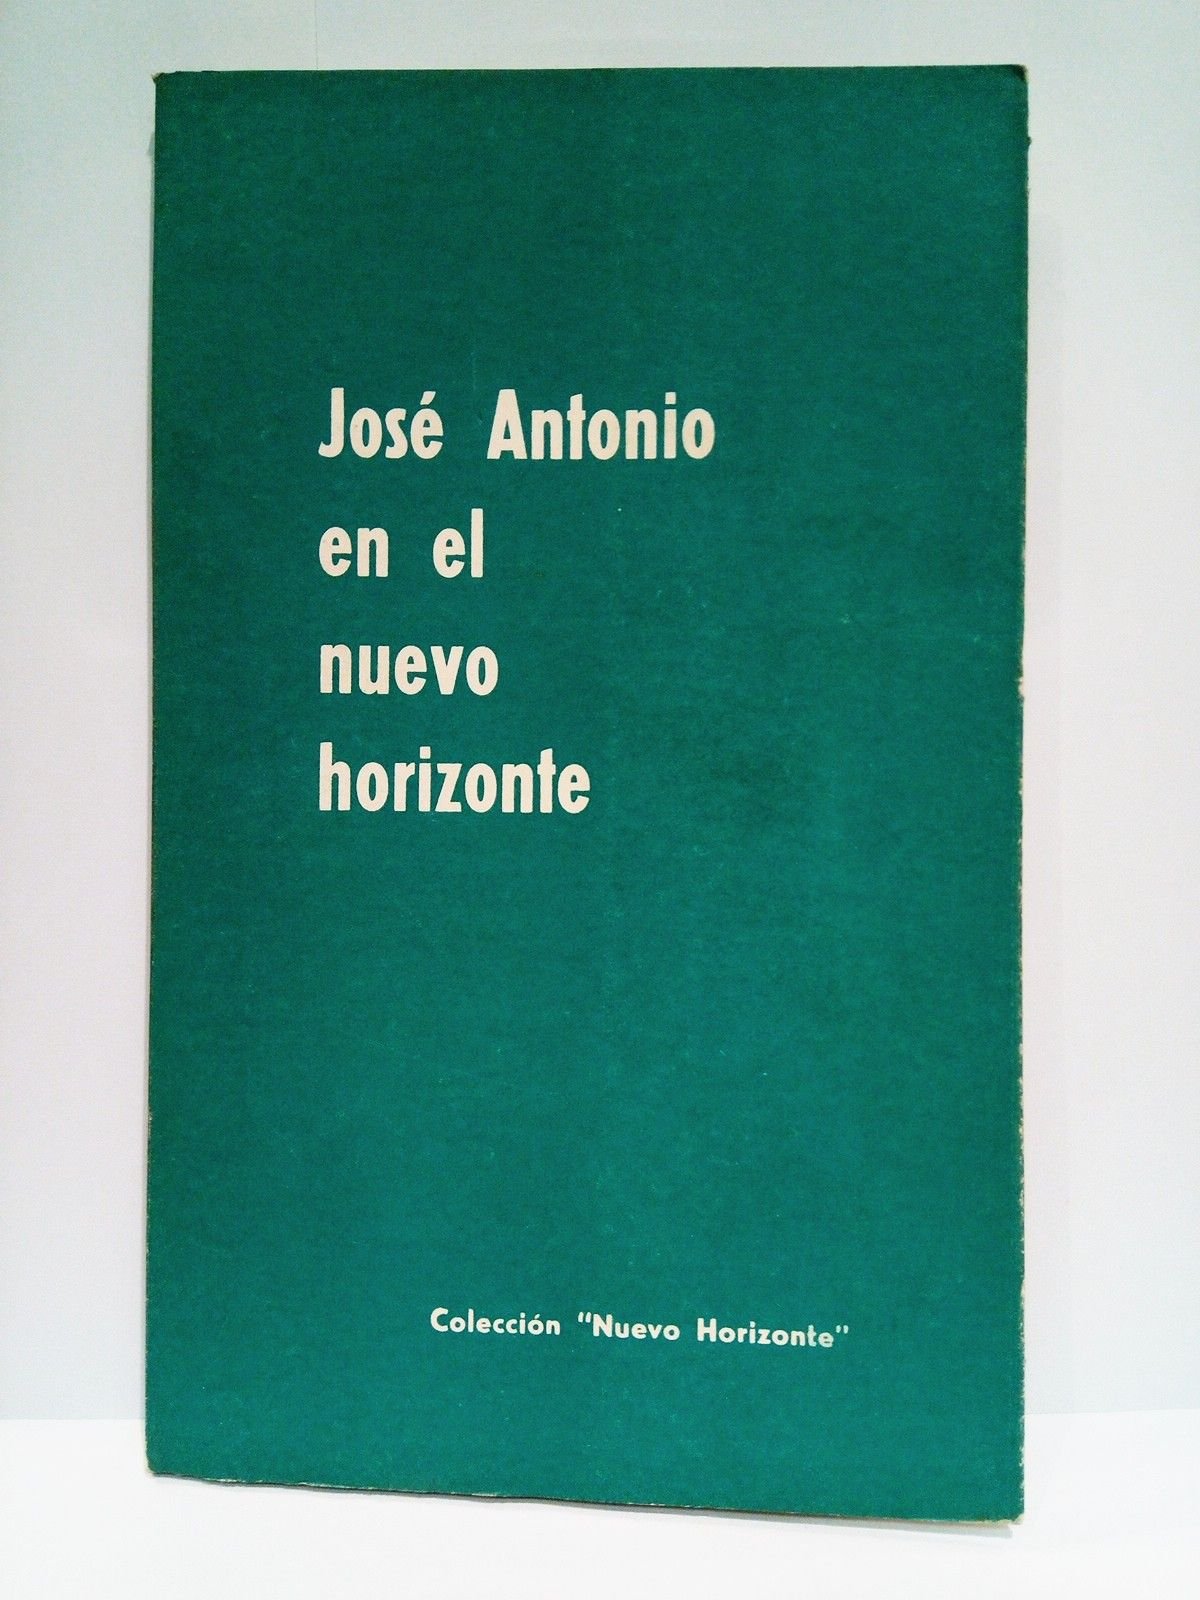 José Antonio
en el
nuevo
horizonte
Colección "Nuevo Horizonte"